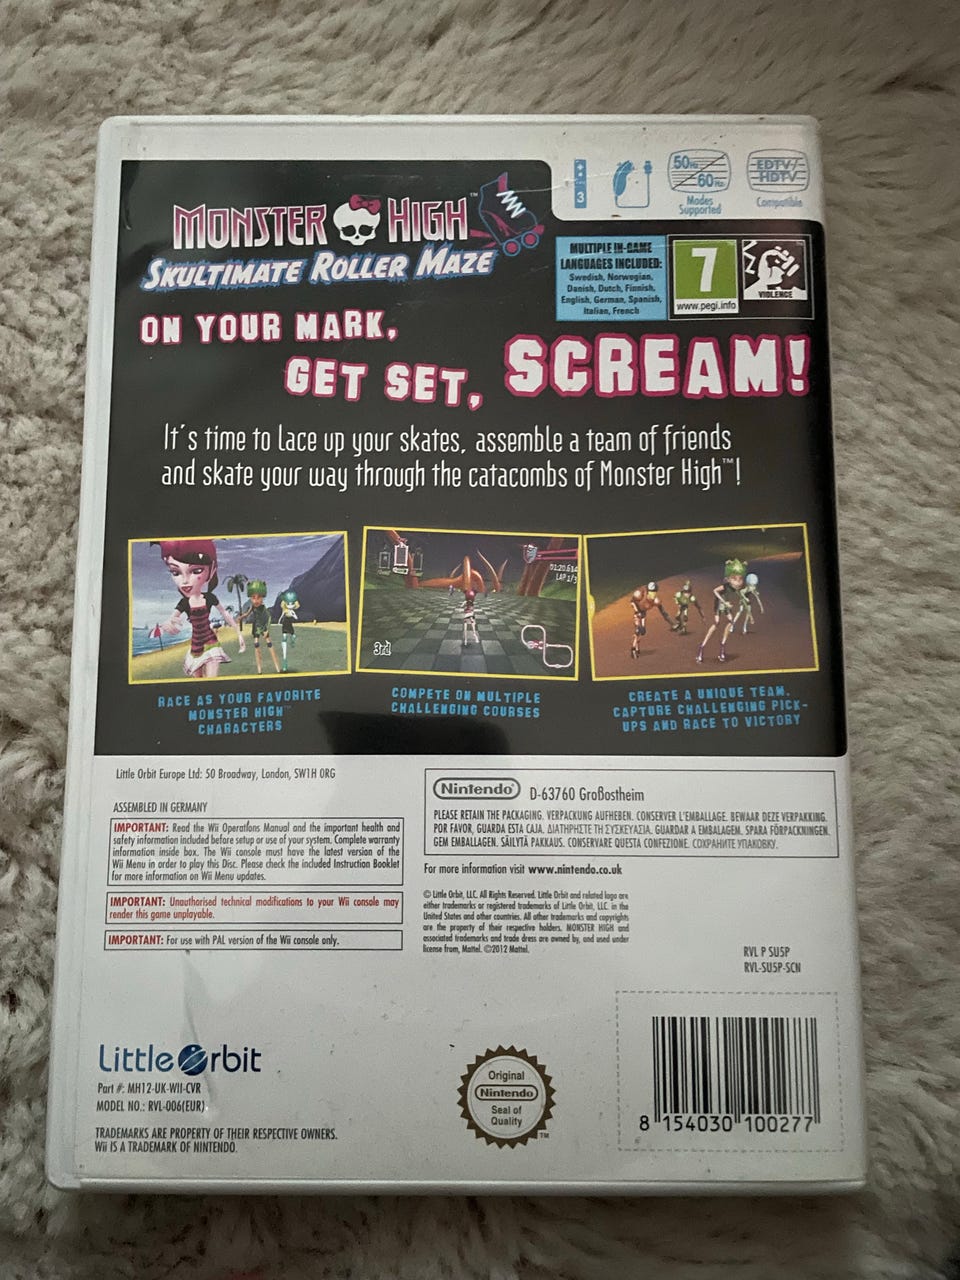 MONSTER HIGH™
SKULTIMATE ROLLER MAZE
3
50Hz
60Hz
Modes
Supported
EDTV/
HDTV
Compatible
MULTIPLE IN-GAME
LANGUAGES INCLUDED:
Swedish, Norwegian,
Danish, Dutch, Finnish,
English, German, Spanish,
Italian, French
7
www.pegi.info
VIOLENCE
ON YOUR MARK,
GET SET, SCREAM!
It's time to lace up your skates, assemble a team of friends
and skate your way through the catacombs of Monster High™!
01:20.614
LAP 1/3
3rd
RACE AS YOUR FAVORITE
MONSTER HIGH™
CHARACTERS
COMPETE ON MULTIPLE
CHALLENGING COURSES
CREATE A UNIQUE TEAM,
CAPTURE CHALLENGING PICK-
UPS AND RACE TO VICTORY
Little Orbit Europe Ltd: 50 Broadway, London, SW1H 0RG
ASSEMBLED IN GERMANY
IMPORTANT: Read the Wii Operations Manual and the important health and
safety information included before setup or use of your system. Complete warranty
information inside box. The Wii console must have the latest version of the
Wii Menu in order to play this Disc. Please check the included Instruction Booklet
for more information on Wii Menu updates.
IMPORTANT: Unauthorised technical modifications to your Wii console may
render this game unplayable.
IMPORTANT: For use with PAL version of the Wii console only.
Nintendo® D-63760 Großostheim
PLEASE RETAIN THE PACKAGING. VERPACKUNG AUFHEBEN. CONSERVER L'EMBALLAGE. BEWAAR DEZE VERPAKKING.
POR FAVOR, GUARDA ESTA CAJA. ΔΙΑΤΗΡΗΣΤΕ ΤΗ ΣΥΣΚΕΥΑΣΙΑ. GUARDAR A EMBALAGEM. SPARA FÖRPACKNINGEN.
GEM EMBALLAGEN. SÄILYTÄ PAKKAUS. CONSERVARE QUESTA CONFEZIONE. СОХРАНИТЕ УПАКОВКУ.
For more information visit www.nintendo.co.uk
© Little Orbit, LLC. All Rights Reserved. Little Orbit and related logo are
either trademarks or registered trademarks of Little Orbit, LLC. in the
United States and other countries. All other trademarks and copyrights
are the property of their respective holders. MONSTER HIGH and
associated trademarks and trade dress are owned by, and used under
license from, Mattel. ©2012 Mattel.
RVL P SU5P
RVL-SU5P-SCN
Little Orbit
Part #: MH12-UK-WII-CVR
MODEL NO.: RVL-006(EUR)
TRADEMARKS ARE PROPERTY OF THEIR RESPECTIVE OWNERS.
Wii IS A TRADEMARK OF NINTENDO.
Original
Nintendo
Seal of
Quality
™
8 154030 100277